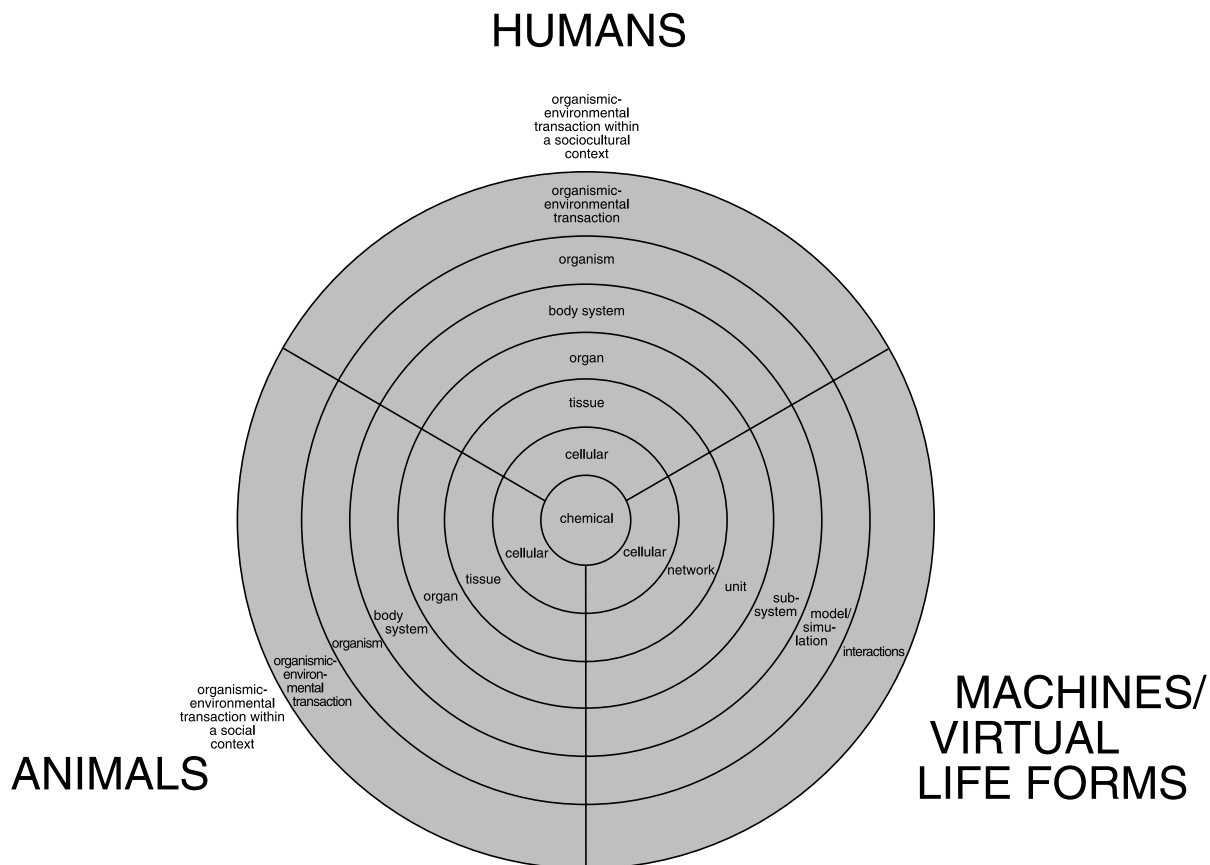 HUMANS
organismic-
environmental
transaction within
a sociocultural
context
organismic-
environmental
transaction
organism
body system
organ
tissue
cellular
chemical
cellular
cellular
tissue
network
organ
unit
body
system
sub-
system
organism
model/
simu-
lation
organismic-
environ-
mental
transaction
interactions
organismic-
environmental
transaction within
a social
context
ANIMALS
MACHINES/
VIRTUAL
LIFE FORMS